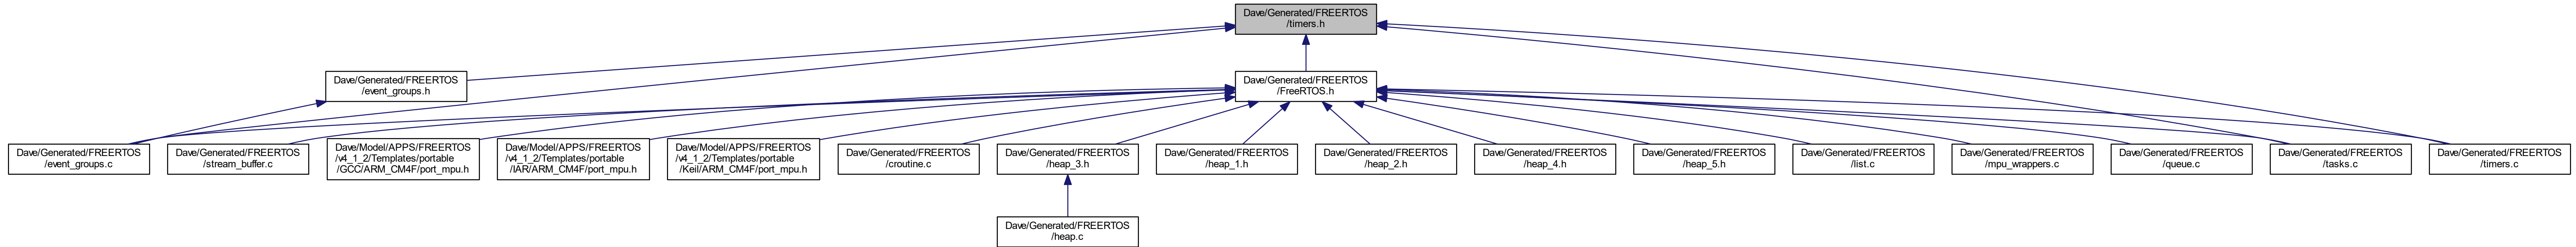 Dave/Generated/FREERTOS
/timers.h
Dave/Generated/FREERTOS
/event_groups.h
Dave/Generated/FREERTOS
/FreeRTOS.h
Dave/Generated/FREERTOS
/event_groups.c
Dave/Generated/FREERTOS
/stream_buffer.c
Dave/Model/APPS/FREERTOS
/v4_1_2/Templates/portable
/GCC/ARM_CM4F/port_mpu.h
Dave/Model/APPS/FREERTOS
/v4_1_2/Templates/portable
/IAR/ARM_CM4F/port_mpu.h
Dave/Model/APPS/FREERTOS
/v4_1_2/Templates/portable
/Keil/ARM_CM4F/port_mpu.h
Dave/Generated/FREERTOS
/croutine.c
Dave/Generated/FREERTOS
/heap_3.h
Dave/Generated/FREERTOS
/heap_1.h
Dave/Generated/FREERTOS
/heap_2.h
Dave/Generated/FREERTOS
/heap_4.h
Dave/Generated/FREERTOS
/heap_5.h
Dave/Generated/FREERTOS
/list.c
Dave/Generated/FREERTOS
/mpu_wrappers.c
Dave/Generated/FREERTOS
/queue.c
Dave/Generated/FREERTOS
/tasks.c
Dave/Generated/FREERTOS
/timers.c
Dave/Generated/FREERTOS
/heap.c